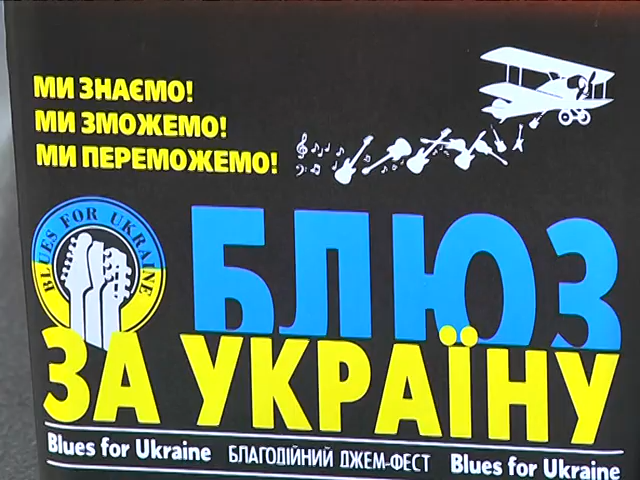 МИ ЗНАЄМО!
МИ ЗМОЖЕМО!
МИ ПЕРЕМОЖЕМО!
BLUES FOR UKRAINE
БЛЮЗ
ЗА УКРАЇНУ
Blues for Ukraine БЛАГОДІЙНИЙ ДЖЕМ-ФЕСТ Blues for Ukraine